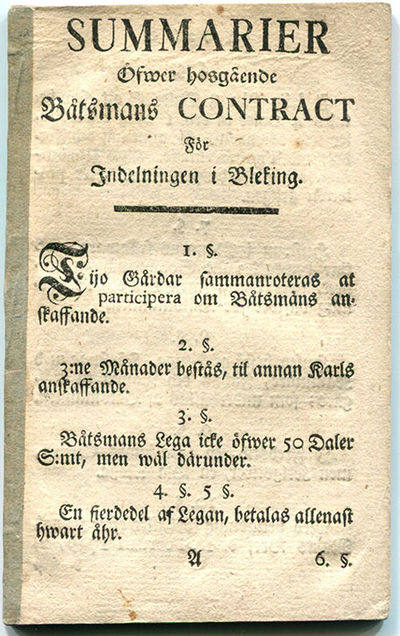 SUMMARIER
Öfwer hosgående
Båtsmans CONTRACT
För
Indelningen i Bleking.
1. §.
Tijo Gårdar sammanroteras at
participera om Båtsmäns an-
skaffande.
2. §.
3:ne Månader bestås, til annan Karls
anskaffande.
3. §.
Båtsmans Lega icke öfwer 50 Daler
S:mt, men wäl därunder.
4. §. 5 §.
En fierdedel af Legan, betalas allenast
hwart åhr.
A 6. §.